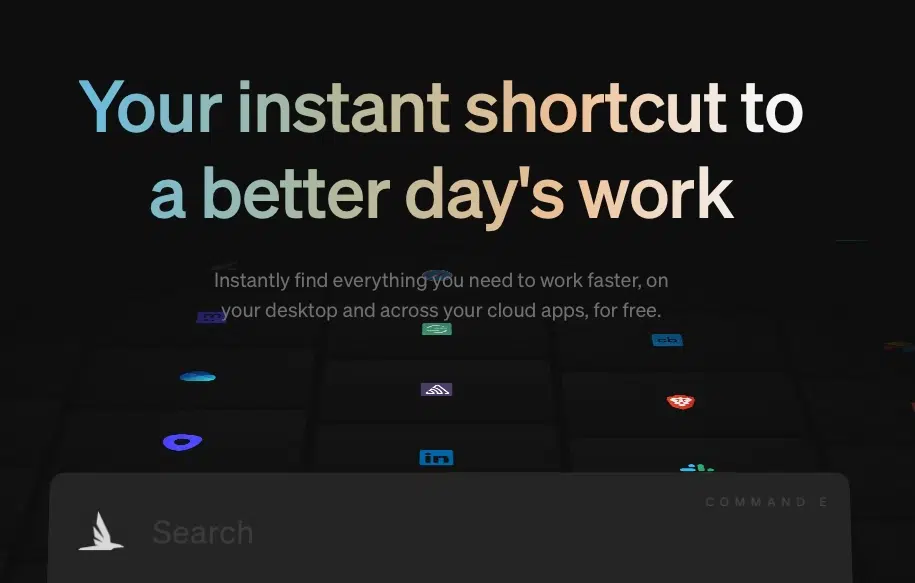 Your instant shortcut to
a better day's work
Instantly find everything you need to work faster, on
your desktop and across your cloud apps, for free.
cb
in
COMMAND E
Search